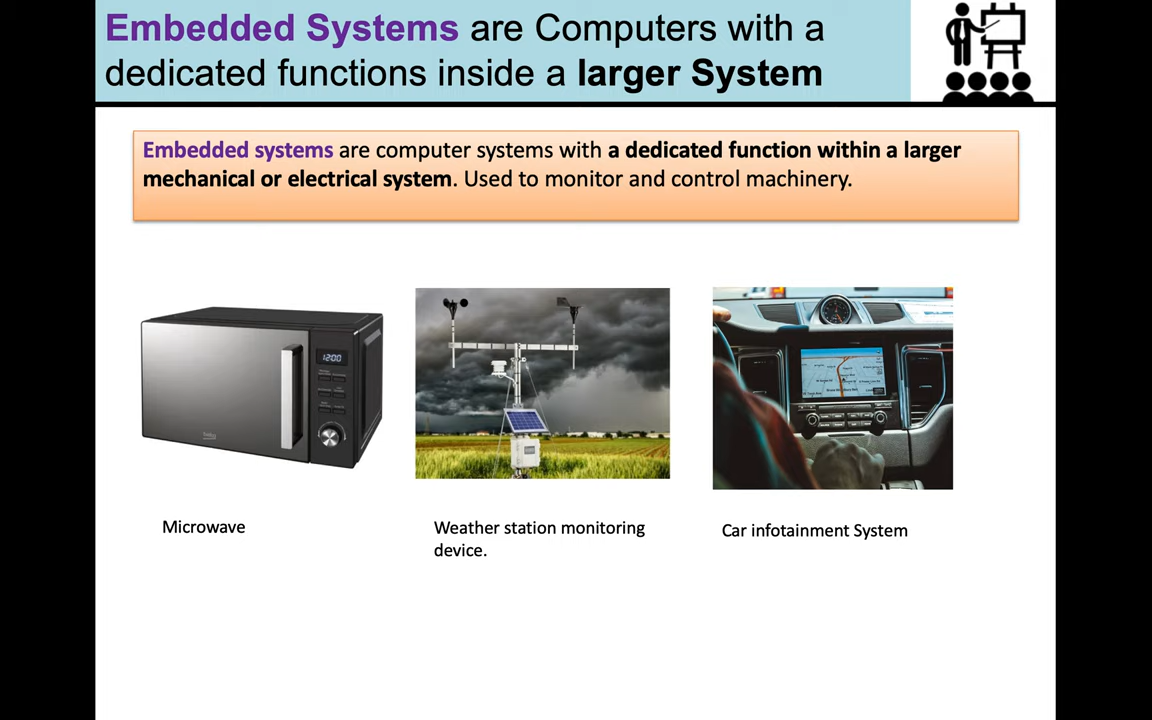 Embedded Systems are Computers with a
dedicated functions inside a larger System
Embedded systems are computer systems with a dedicated function within a larger
mechanical or electrical system. Used to monitor and control machinery.
12:00
beko
Microwave
Weather station monitoring
device.
Car infotainment System